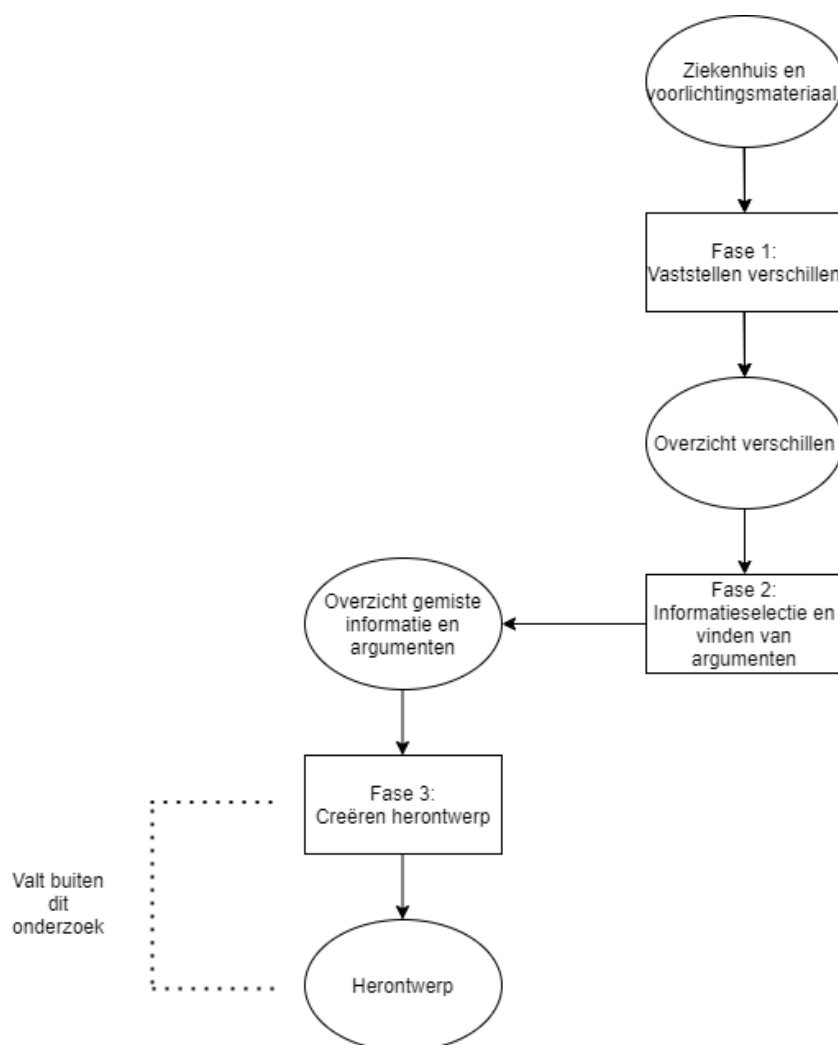 Ziekenhuis en
voorlichtingsmateriaal
Fase 1:
Vaststellen verschillen
Overzicht verschillen
Fase 2:
Informatieselectie en
vinden van
argumenten
Overzicht gemiste
informatie en
argumenten
Fase 3:
Creëren herontwerp
Valt buiten
dit
onderzoek
Herontwerp